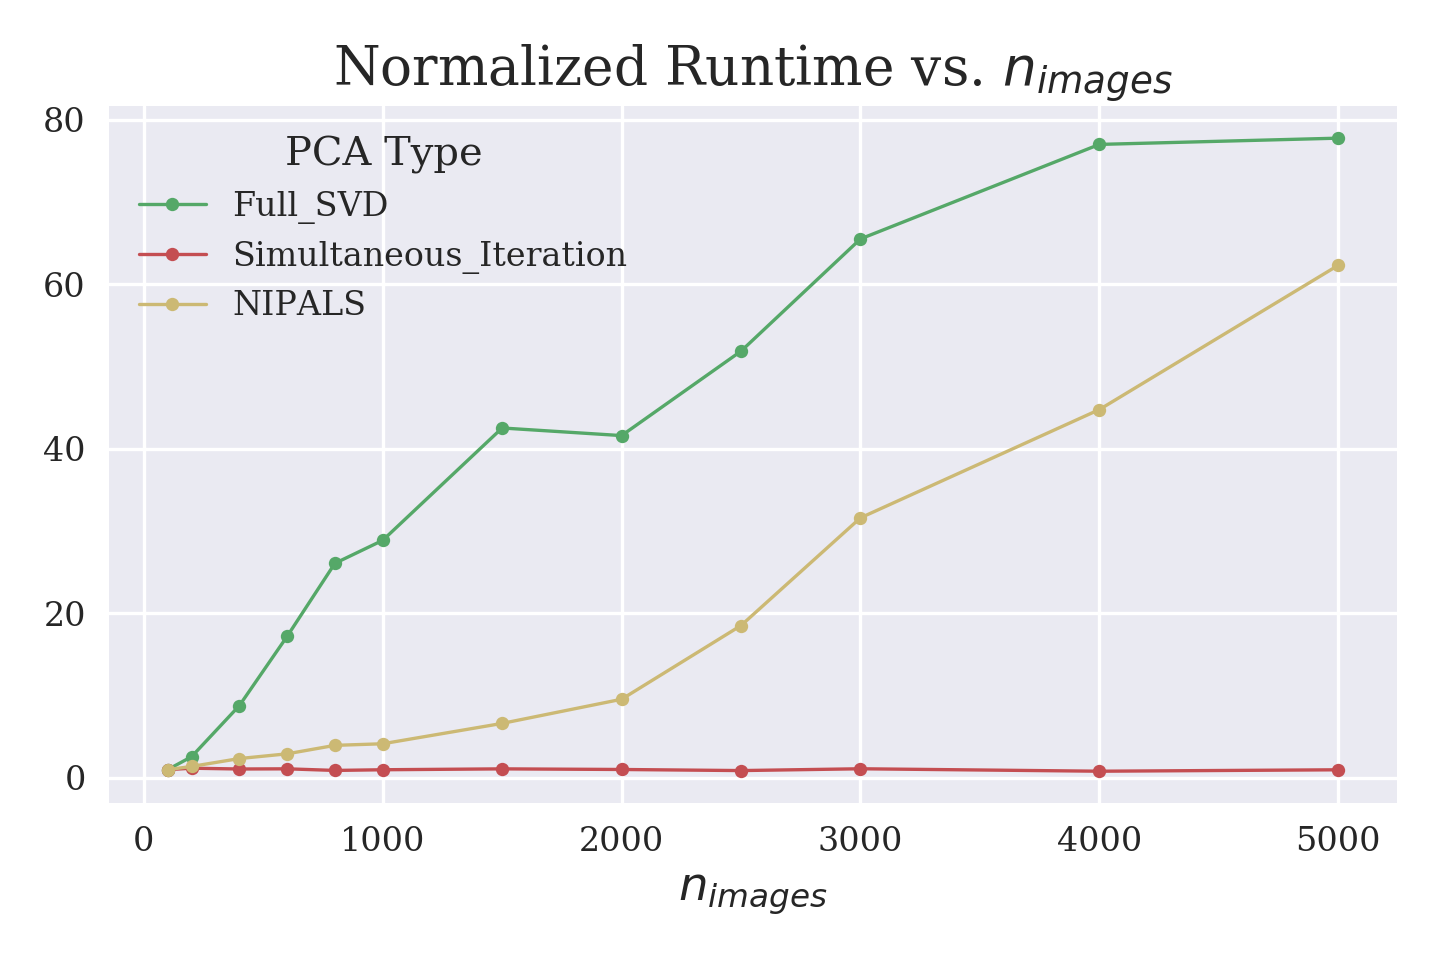 Normalized Runtime vs. n_images
80
60
40
20
0
PCA Type
Full_SVD
Simultaneous_Iteration
NIPALS
0 1000 2000 3000 4000 5000
n_images